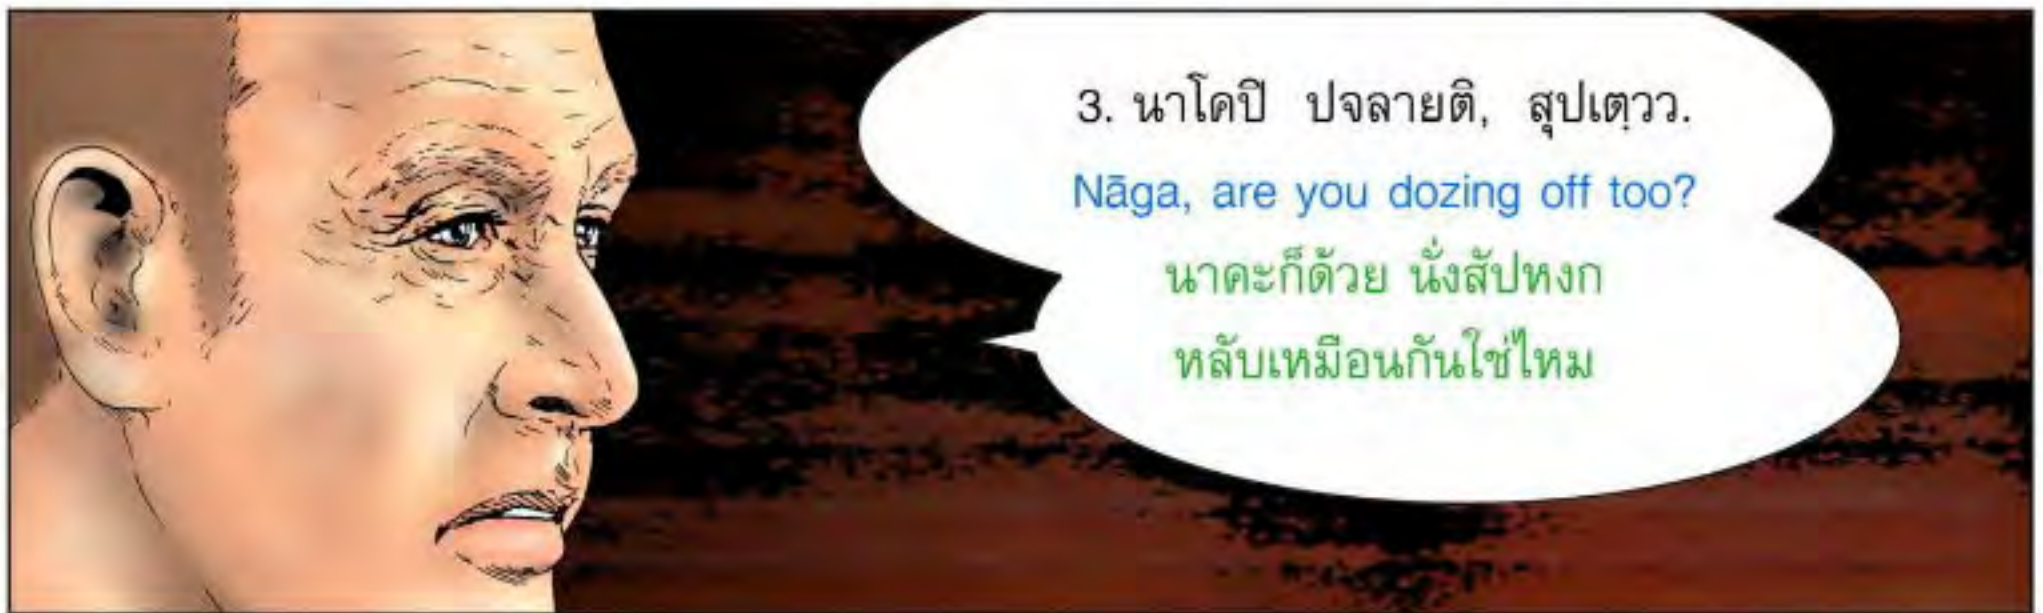 3. นาโคปิ ปจลายติ, สุปเตฺวว.
Nāga, are you dozing off too?
นาคะก็ด้วย นั่งสัปหงก
หลับเหมือนกันใช่ไหม